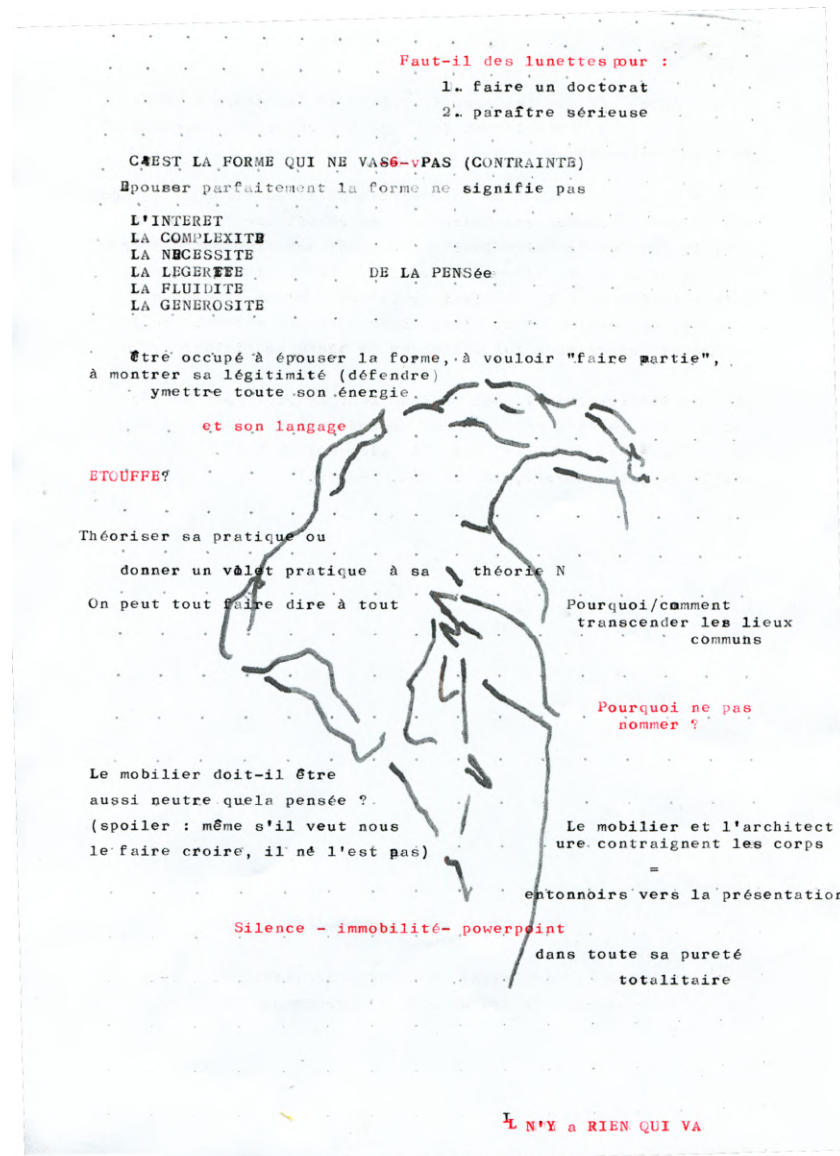 Faut-il des lunettes pour :
1. faire un doctorat
2. paraître sérieuse
C'EST LA FORME QUI NE VAS6-vPAS (CONTRAINTE)
Epouser parfaitement la forme ne signifie pas
L'INTERET
LA COMPLEXITE
LA NECESSITE
LA LEGERETE DE LA PENSée
LA FLUIDITE
LA GENEROSITE
être occupé à épouser la forme, à vouloir "faire partie",
à montrer sa légitimité (défendre)
ymettre toute son énergie
et son langage
ETOUFFE?
Théoriser sa pratique ou
donner un volet pratique à sa théorie N
On peut tout faire dire à tout
Pourquoi/comment
transcender les lieux
communs
Pourquoi ne pas
nommer ?
Le mobilier doit-il être
aussi neutre quela pensée ?
(spoiler : même s'il veut nous
le faire croire, il né l'est pas)
Le mobilier et l'architect
ure contraignent les corps
=
entonnoirs vers la présentation
Silence - immobilité- powerpoint
dans toute sa pureté
totalitaire
IL N'Y a RIEN QUI VA